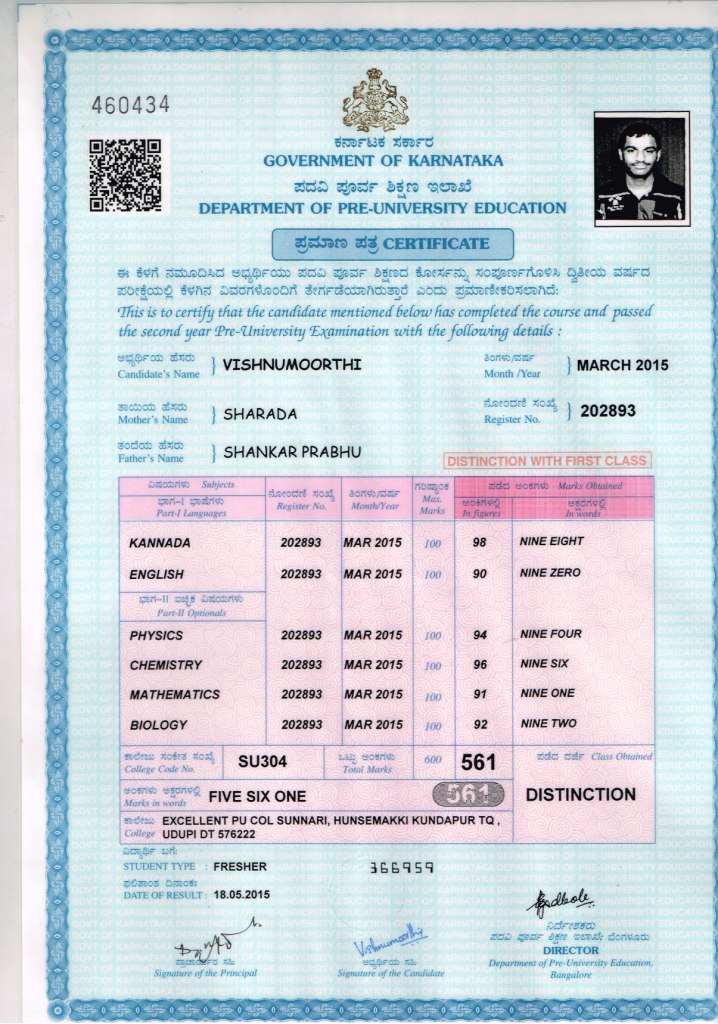 460434
ಕರ್ನಾಟಕ ಸರ್ಕಾರ
GOVERNMENT OF KARNATAKA
ಪದವಿ ಪೂರ್ವ ಶಿಕ್ಷಣ ಇಲಾಖೆ
DEPARTMENT OF PRE-UNIVERSITY EDUCATION
ಪ್ರಮಾಣ ಪತ್ರ CERTIFICATE
ಈ ಕೆಳಗೆ ನಮೂದಿಸಿದ ಅಭ್ಯರ್ಥಿಯು ಪದವಿ ಪೂರ್ವ ಶಿಕ್ಷಣದ ಕೋರ್ಸನ್ನು ಸಂಪೂರ್ಣಗೊಳಿಸಿ ದ್ವಿತೀಯ ವರ್ಷದ
ಪರೀಕ್ಷೆಯಲ್ಲಿ ಕೆಳಗಿನ ವಿವರಗಳೊಂದಿಗೆ ತೇರ್ಗಡೆಯಾಗಿರುತ್ತಾರೆ ಎಂದು ಪ್ರಮಾಣೀಕರಿಸಲಾಗಿದೆ:
This is to certify that the candidate mentioned below has completed the course and passed
the second year Pre-University Examination with the following details :
ಅಭ್ಯರ್ಥಿಯ ಹೆಸರು ತಿಂಗಳು/ವರ್ಷ
Candidate's Name } VISHNUMOORTHI Month /Year } MARCH 2015
ತಾಯಿಯ ಹೆಸರು ನೋಂದಣಿ ಸಂಖ್ಯೆ
Mother's Name } SHARADA Register No. } 202893
ತಂದೆಯ ಹೆಸರು
Father's Name } SHANKAR PRABHU
DISTINCTION WITH FIRST CLASS
ವಿಷಯಗಳು Subjects ನೋಂದಣಿ ಸಂಖ್ಯೆ ತಿಂಗಳು/ವರ್ಷ ಗರಿಷ್ಠಾಂಕ ಪಡೆದ ಅಂಕಗಳು Marks Obtained
ಭಾಗ-I ಭಾಷೆಗಳು Register No. Month/Year Max. ಅಂಕಿಗಳಲ್ಲಿ ಅಕ್ಷರಗಳಲ್ಲಿ
Part-I Languages Marks In figures In words
KANNADA 202893 MAR 2015 100 98 NINE EIGHT
ENGLISH 202893 MAR 2015 100 90 NINE ZERO
ಭಾಗ-II ಐಚ್ಛಿಕ ವಿಷಯಗಳು
Part-II Optionals
PHYSICS 202893 MAR 2015 100 94 NINE FOUR
CHEMISTRY 202893 MAR 2015 100 96 NINE SIX
MATHEMATICS 202893 MAR 2015 100 91 NINE ONE
BIOLOGY 202893 MAR 2015 100 92 NINE TWO
ಕಾಲೇಜು ಸಂಕೇತ ಸಂಖ್ಯೆ ಒಟ್ಟು ಅಂಕಗಳು ಪಡೆದ ದರ್ಜೆ Class Obtained
College Code No. SU304 Total Marks 600 561
ಅಂಕಗಳು ಅಕ್ಷರಗಳಲ್ಲಿ
Marks in words FIVE SIX ONE 561 DISTINCTION
ಕಾಲೇಜು EXCELLENT PU COL SUNNARI, HUNSEMAKKI KUNDAPUR TQ ,
College UDUPI DT 576222
ವಿದ್ಯಾರ್ಥಿ ಬಗೆ:
STUDENT TYPE : FRESHER 366959
ಫಲಿತಾಂಶ ದಿನಾಂಕ:
DATE OF RESULT : 18.05.2015
Vishnumoorthi
ಪ್ರಾಚಾರ್ಯರ ಸಹಿ ಅಭ್ಯರ್ಥಿಯ ಸಹಿ
Signature of the Principal Signature of the Candidate
ನಿರ್ದೇಶಕರು
ಪದವಿ ಪೂರ್ವ ಶಿಕ್ಷಣ ಇಲಾಖೆ, ಬೆಂಗಳೂರು
DIRECTOR
Department of Pre-University Education,
Bangalore